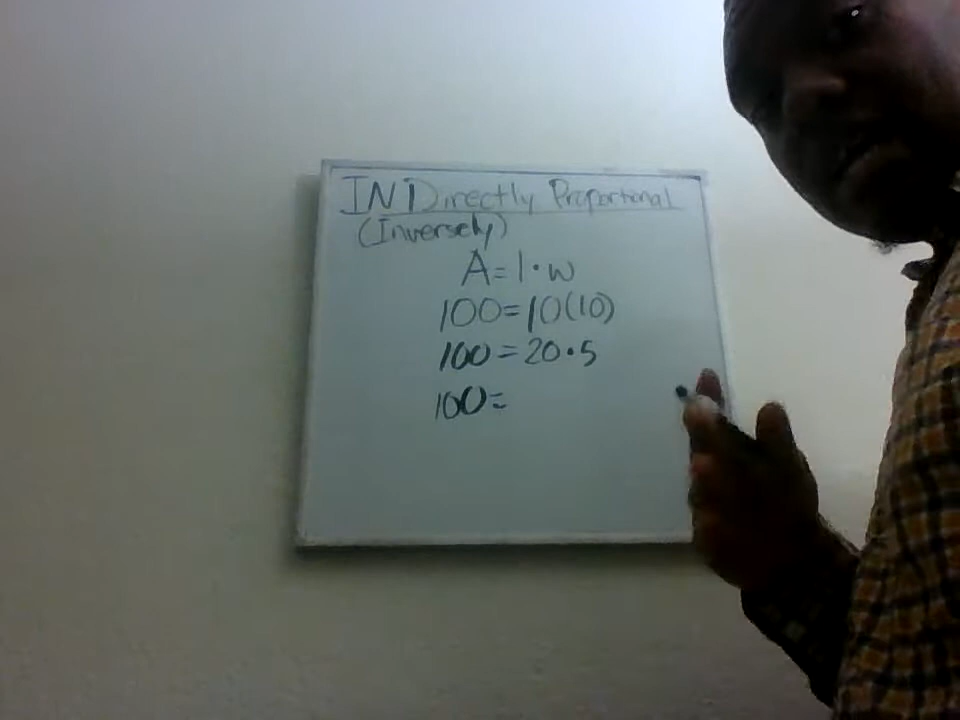 INDirectly Proportional
(Inversely)
A=l·w
100=10(10)
100=20·5
100=